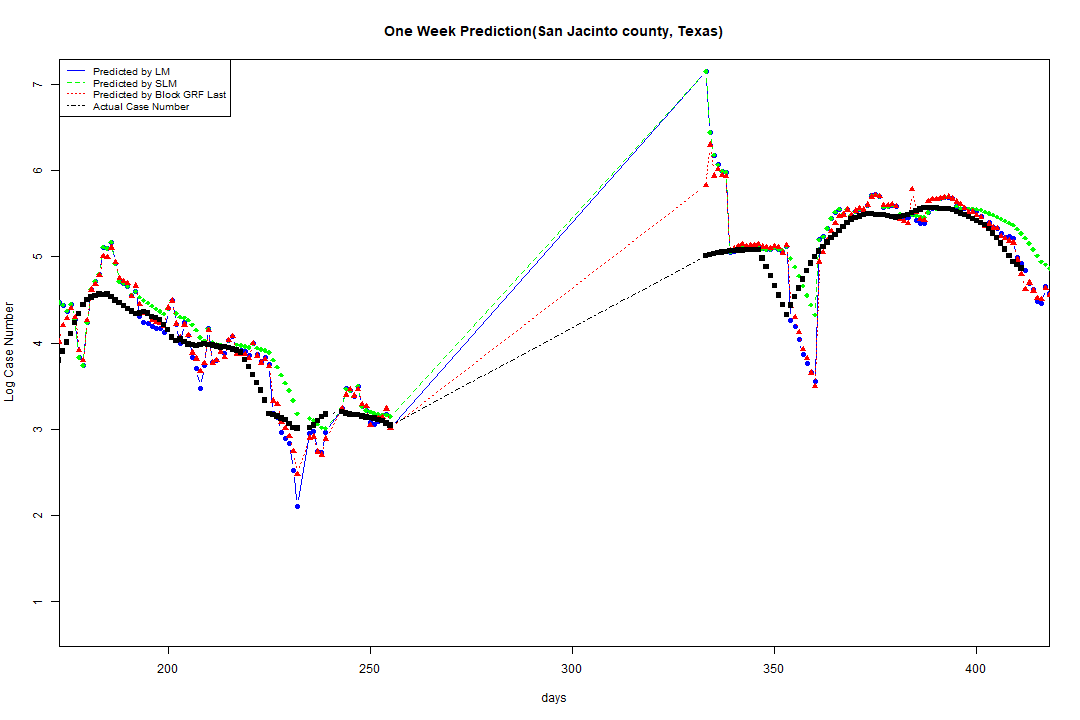 One Week Prediction(San Jacinto county, Texas)
Predicted by LM
Predicted by SLM
Predicted by Block GRF Last
Actual Case Number
Log Case Number
7
6
5
4
3
2
1
200 250 300 350 400
days